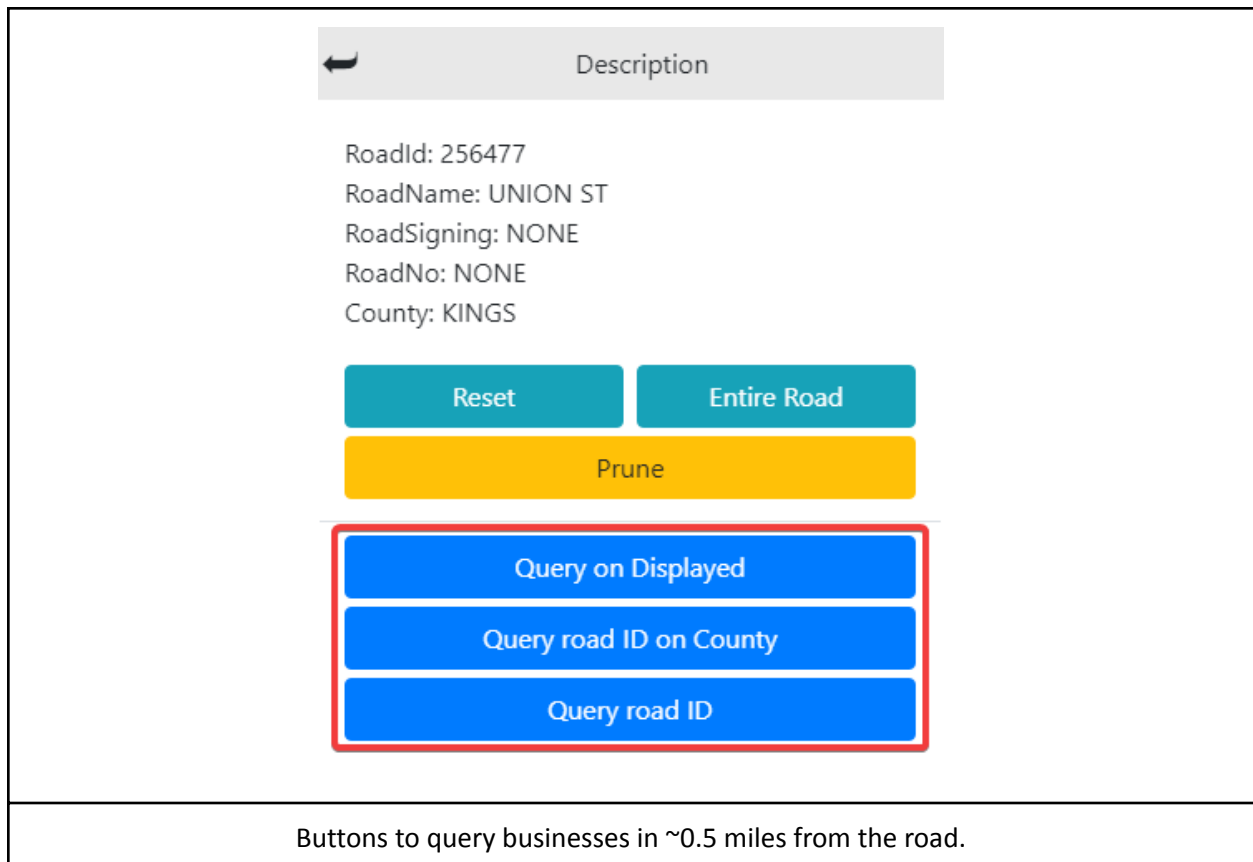 Description
RoadId: 256477
RoadName: UNION ST
RoadSigning: NONE
RoadNo: NONE
County: KINGS
Reset Entire Road
Prune
Query on Displayed
Query road ID on County
Query road ID
Buttons to query businesses in ~0.5 miles from the road.